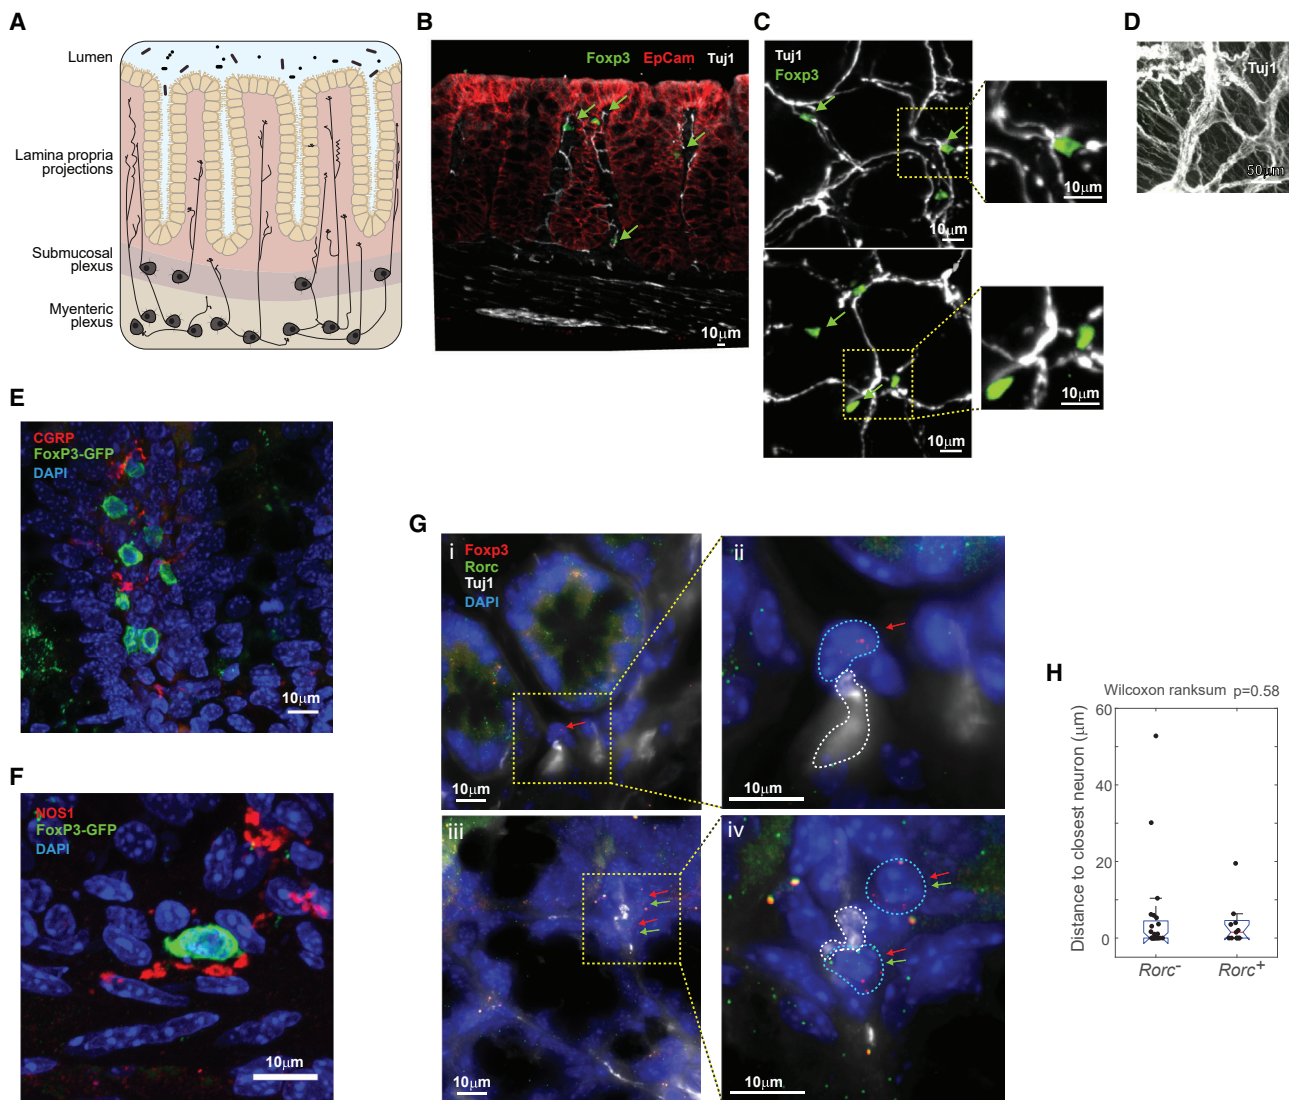 A
Lumen
Lamina propria
projections
Submucosal
plexus
Myenteric
plexus
B
Foxp3 EpCam Tuj1
10μm
C
Tuj1
Foxp3
10μm
10μm
10μm
10μm
D
Tuj1
50μm
E
CGRP
FoxP3-GFP
DAPI
10μm
F
NOS1
FoxP3-GFP
DAPI
10μm
G
i
Foxp3
Rorc
Tuj1
DAPI
10μm
ii
10μm
iii
10μm
iv
10μm
H
Wilcoxon ranksum p=0.58
Distance to closest neuron (μm)
60
40
20
0
Rorc⁻
Rorc⁺